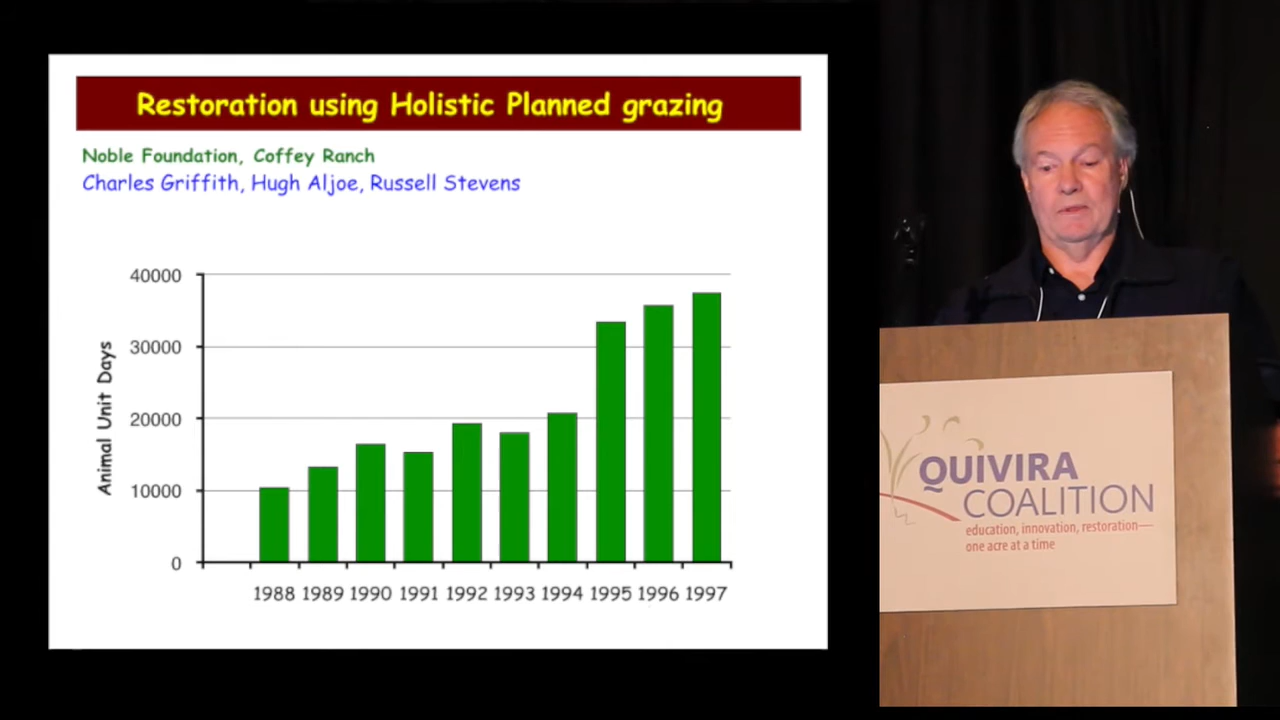 Restoration using Holistic Planned grazing
Noble Foundation, Coffey Ranch
Charles Griffith, Hugh Aljoe, Russell Stevens
Animal Unit Days
40000
30000
20000
10000
0
1988 1989 1990 1991 1992 1993 1994 1995 1996 1997
QUIVIRA
COALITION
education, innovation, restoration—
one acre at a time